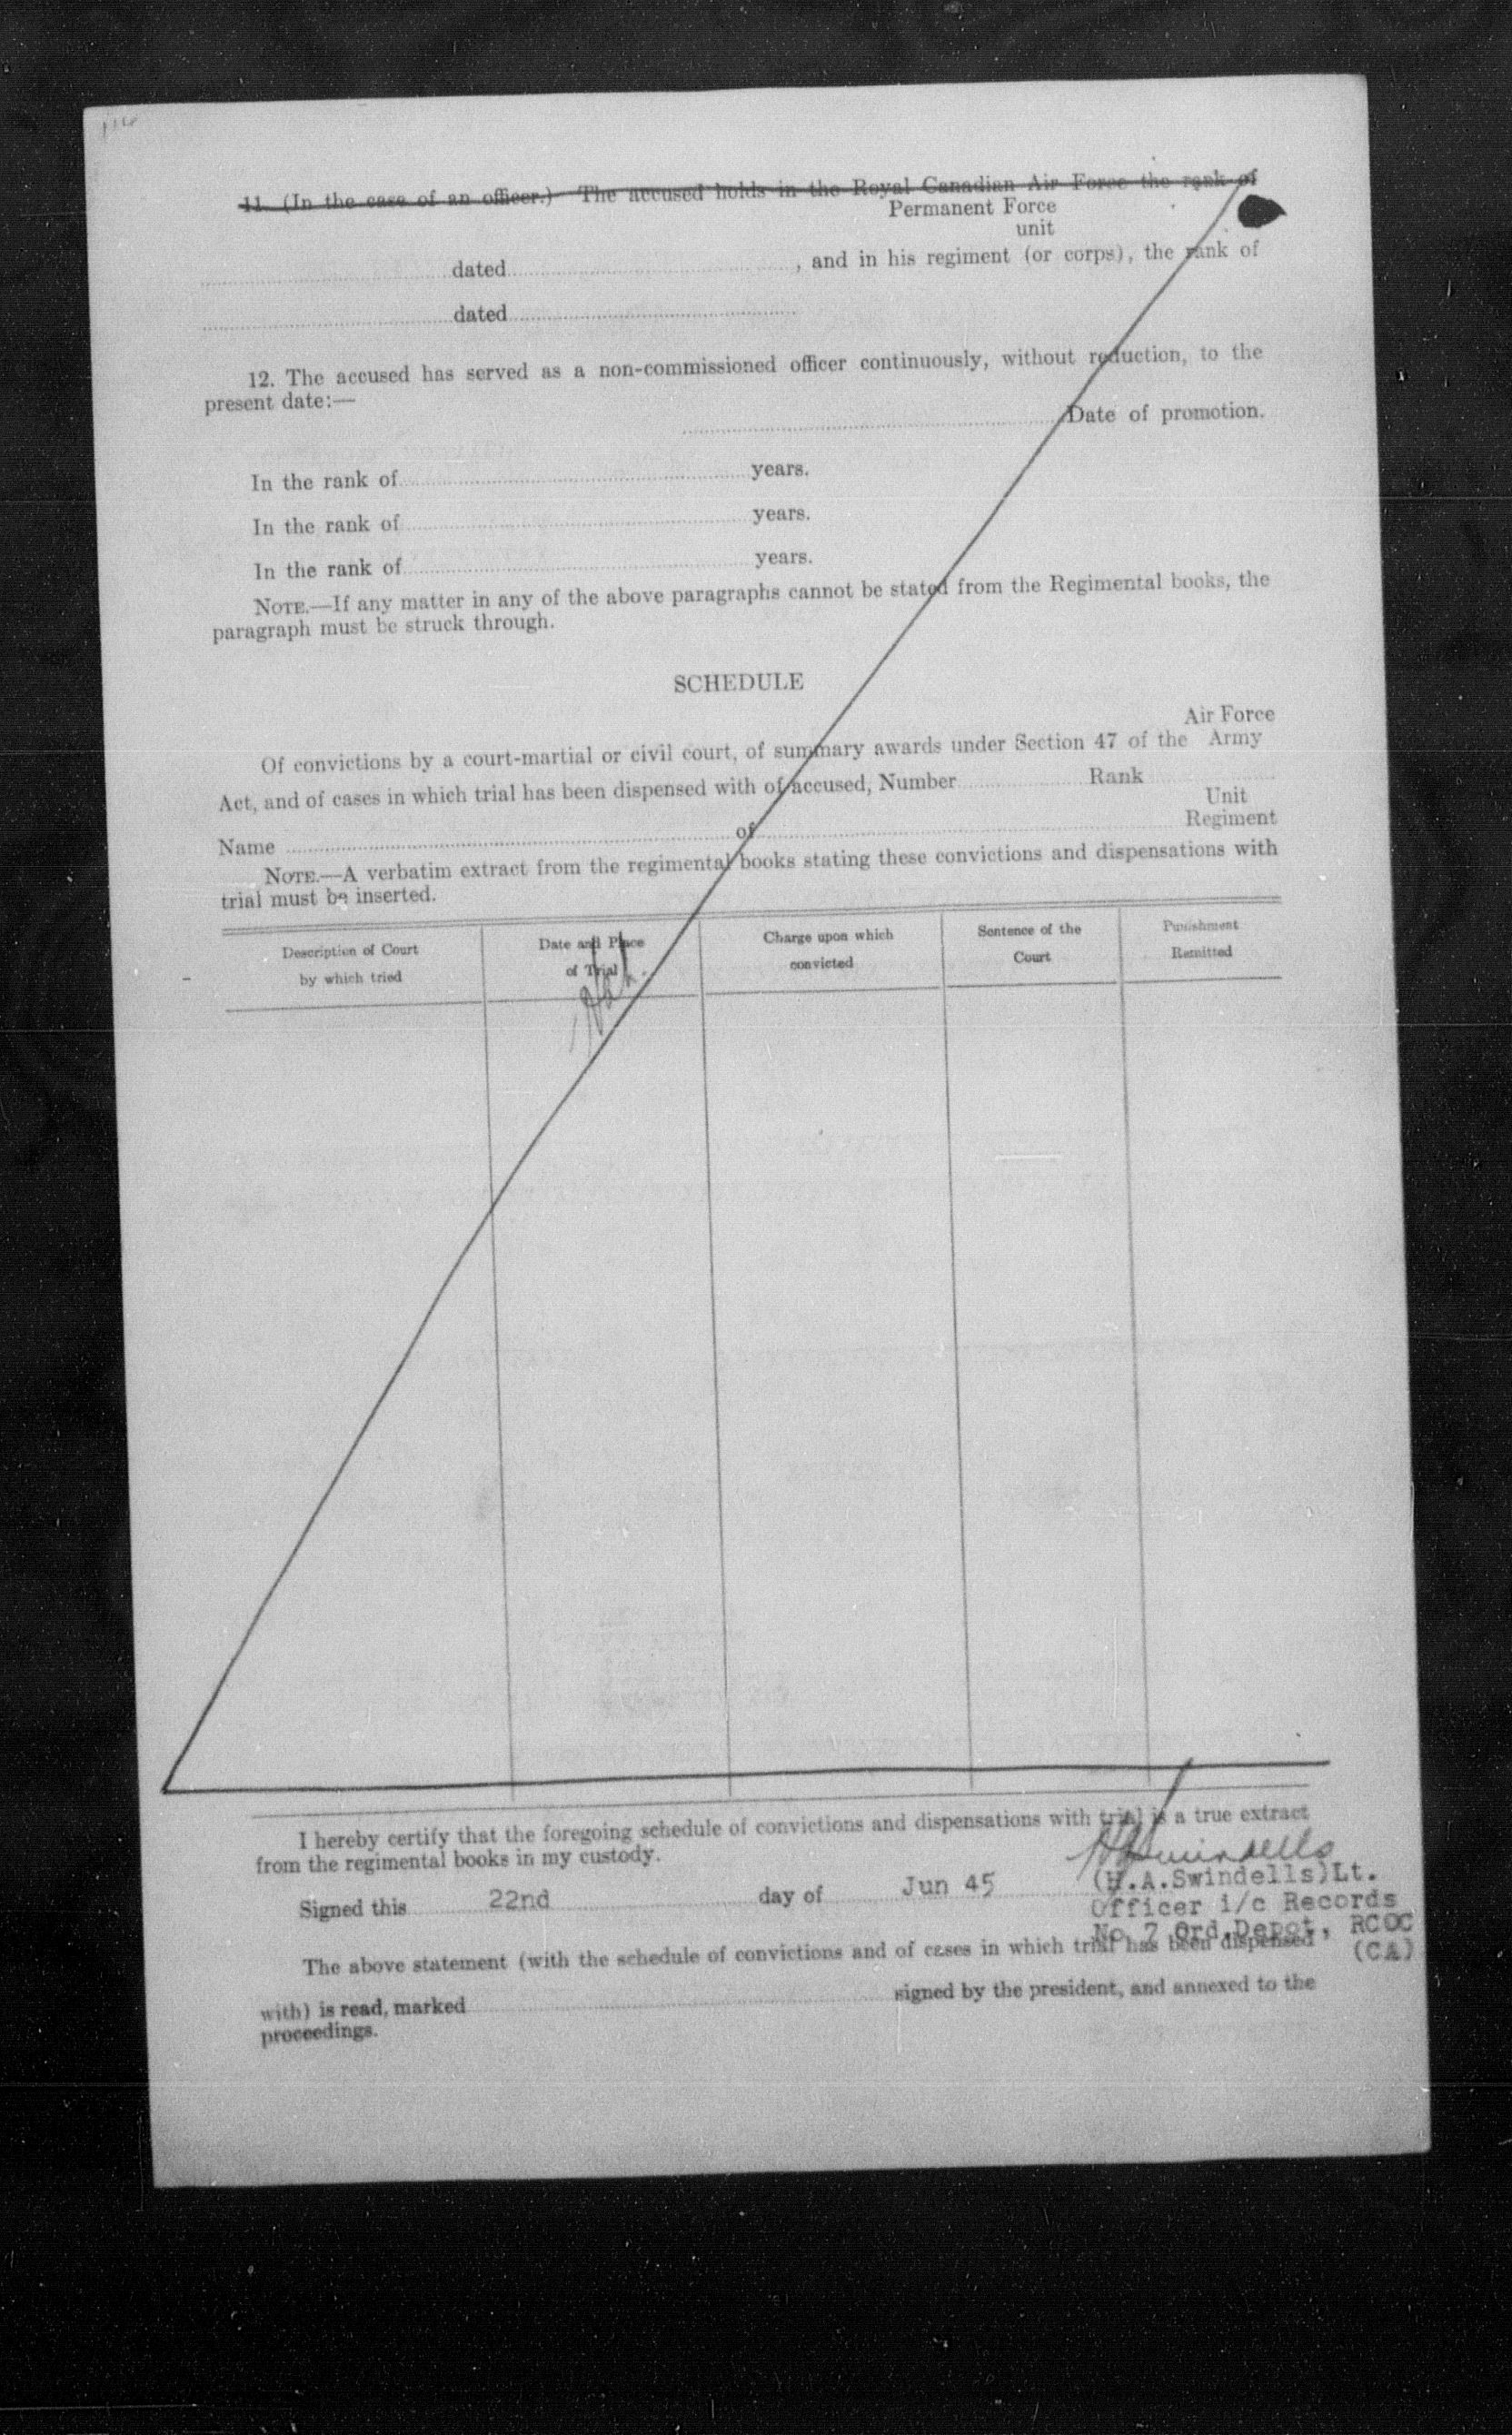 11. (In the case of an officer.) The accused holds in the Royal Canadian Air Force the rank of
Permanent Force
unit
dated , and in his regiment (or corps), the rank of
dated
12. The accused has served as a non-commissioned officer continuously, without reduction, to the
present date:—
Date of promotion.
In the rank of years.
In the rank of years.
In the rank of years.
NOTE.—If any matter in any of the above paragraphs cannot be stated from the Regimental books, the
paragraph must be struck through.
SCHEDULE
Air Force
Of convictions by a court-martial or civil court, of summary awards under Section 47 of the Army
Act, and of cases in which trial has been dispensed with of accused, Number Rank
Unit
Name of Regiment
NOTE.—A verbatim extract from the regimental books stating these convictions and dispensations with
trial must be inserted.
Description of Court
by which tried
Date and Place
of Trial
Charge upon which
convicted
Sentence of the
Court
Punishment
Remitted
I hereby certify that the foregoing schedule of convictions and dispensations with trial is a true extract
from the regimental books in my custody.
HASwindells
Signed this 22nd day of Jun 45
(H.A.Swindells)Lt.
Officer i/c Records
No 7 Ord.Depot, RCOC
(CA)
The above statement (with the schedule of convictions and of cases in which trial has been dispensed
with) is read, marked signed by the president, and annexed to the
proceedings.